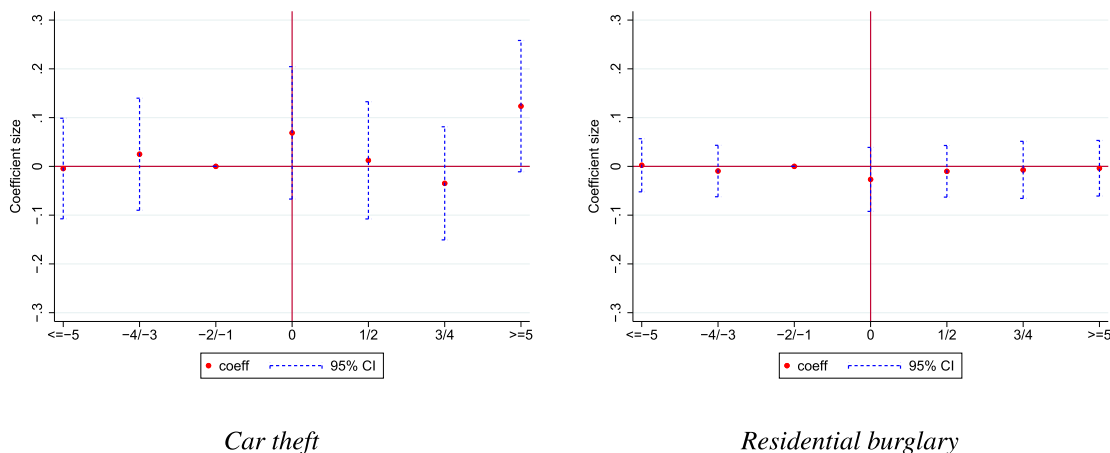 .3
.2
.1
0
−.1
−.2
−.3
Coefficient size
<=−5 −4/−3 −2/−1 0 1/2 3/4 >=5
coeff 95% CI
Car theft
.3
.2
.1
0
−.1
−.2
−.3
Coefficient size
<=−5 −4/−3 −2/−1 0 1/2 3/4 >=5
coeff 95% CI
Residential burglary